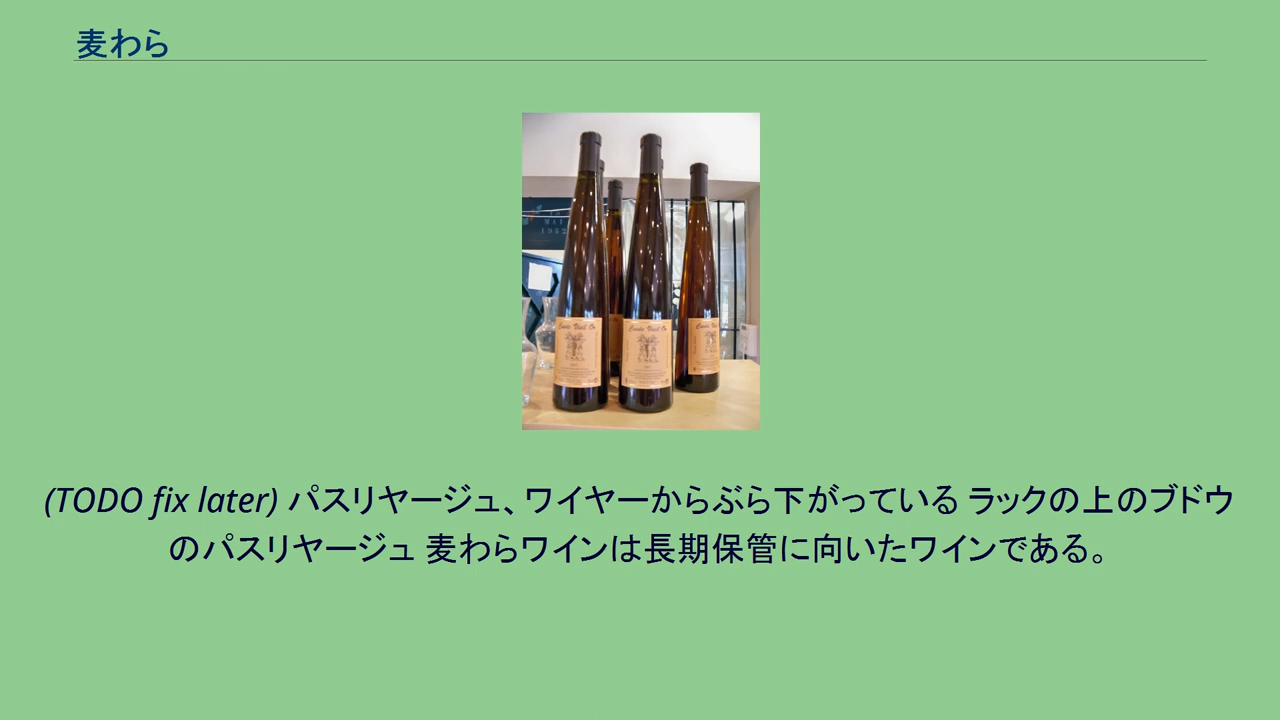 麦わら
(TODO fix later) パスリヤージュ、ワイヤーからぶら下がっている ラックの上のブドウ
のパスリヤージュ 麦わらワインは長期保管に向いたワインである。